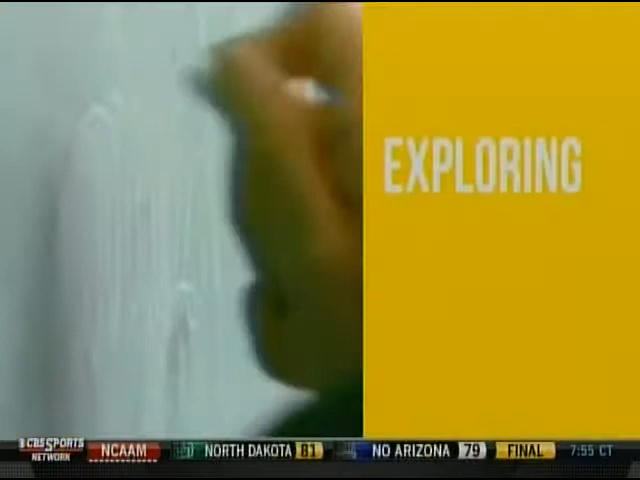 EXPLORING
CBS SPORTS NETWORK NCAAM NORTH DAKOTA 81 NO ARIZONA 79 FINAL 7:55 CT